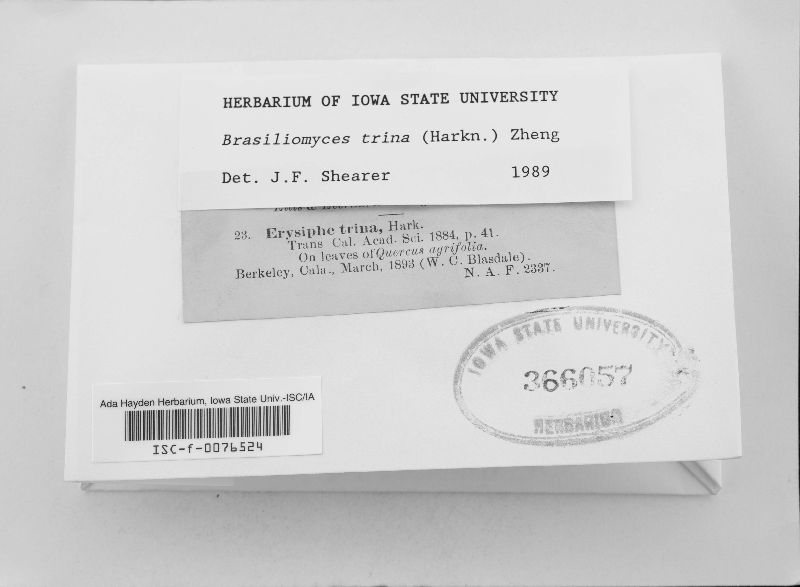 HERBARIUM OF IOWA STATE UNIVERSITY
Brasiliomyces trina (Harkn.) Zheng
Det. J.F. Shearer 1989
23. Erysiphe trina, Hark.
Trans Cal. Acad. Sci. 1884, p. 41.
On leaves of Quercus agrifolia.
Berkeley, Cala., March, 1893 (W. C. Blasdale).
N. A. F. 2337.
IOWA STATE UNIVERSITY
366057
HERBARIUM
Ada Hayden Herbarium, Iowa State Univ.-ISC/IA
ISC-f-0076524